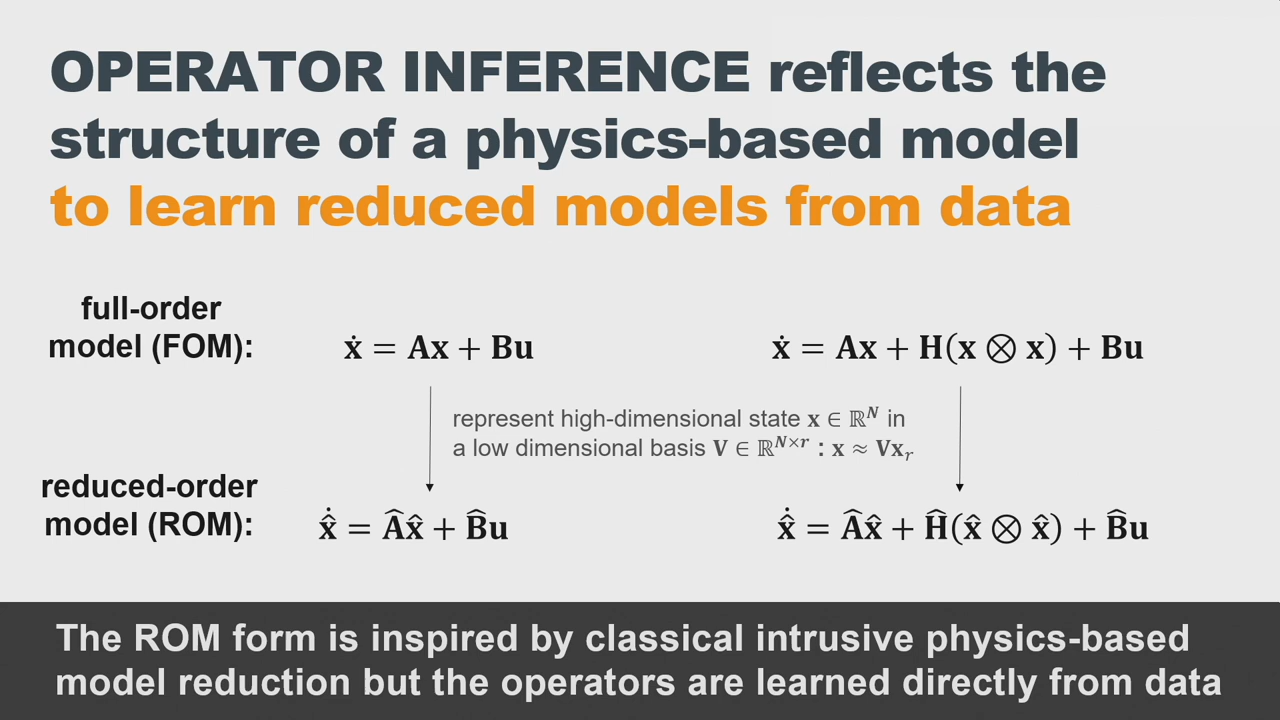 OPERATOR INFERENCE reflects the
structure of a physics-based model
to learn reduced models from data
full-order
model (FOM):
ẋ = Ax + Bu
ẋ = Ax + H(x ⊗ x) + Bu
represent high-dimensional state x ∈ ℝᴺ in
a low dimensional basis V ∈ ℝᴺˣʳ : x ≈ Vxᵣ
reduced-order
model (ROM):
x̂̇ = Âx̂ + B̂u
x̂̇ = Âx̂ + Ĥ(x̂ ⊗ x̂) + B̂u
The ROM form is inspired by classical intrusive physics-based
model reduction but the operators are learned directly from data